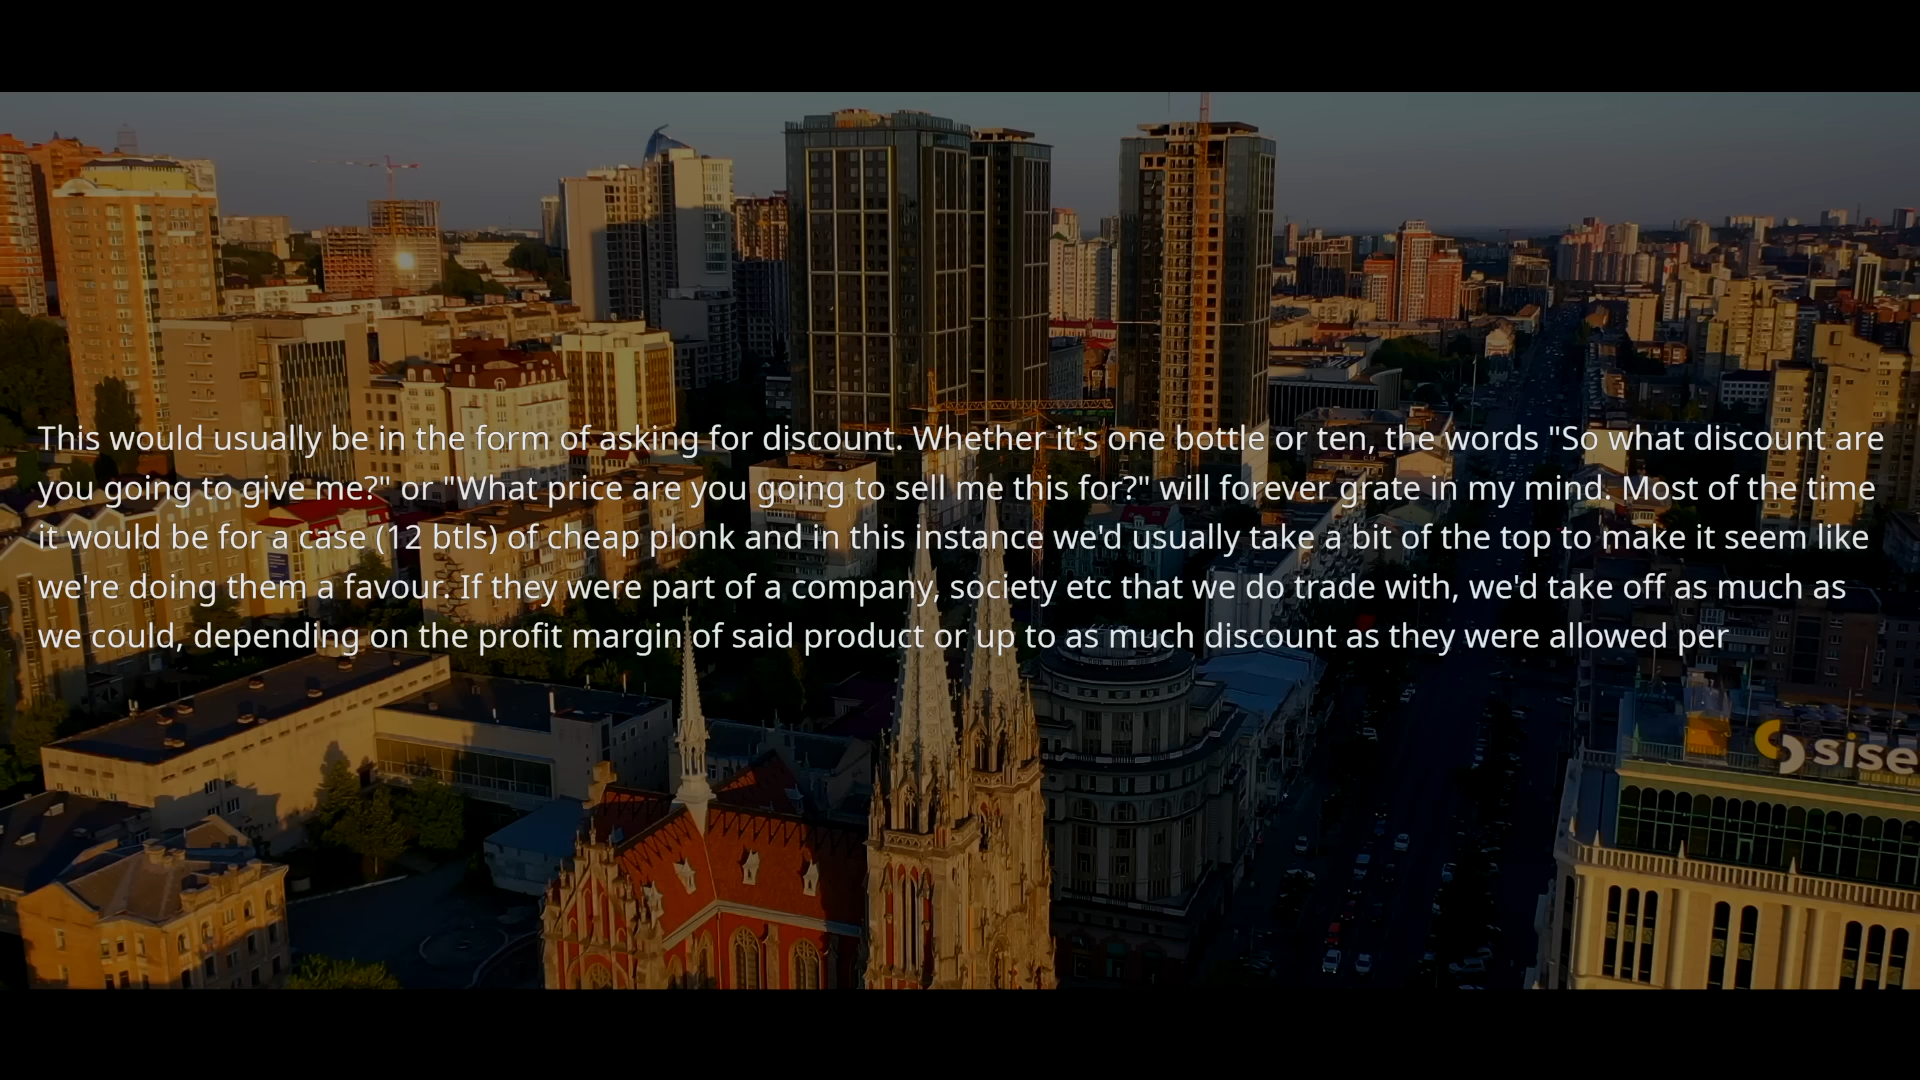 This would usually be in the form of asking for discount. Whether it's one bottle or ten, the words "So what discount are
you going to give me?" or "What price are you going to sell me this for?" will forever grate in my mind. Most of the time
it would be for a case (12 btls) of cheap plonk and in this instance we'd usually take a bit of the top to make it seem like
we're doing them a favour. If they were part of a company, society etc that we do trade with, we'd take off as much as
we could, depending on the profit margin of said product or up to as much discount as they were allowed per
sise